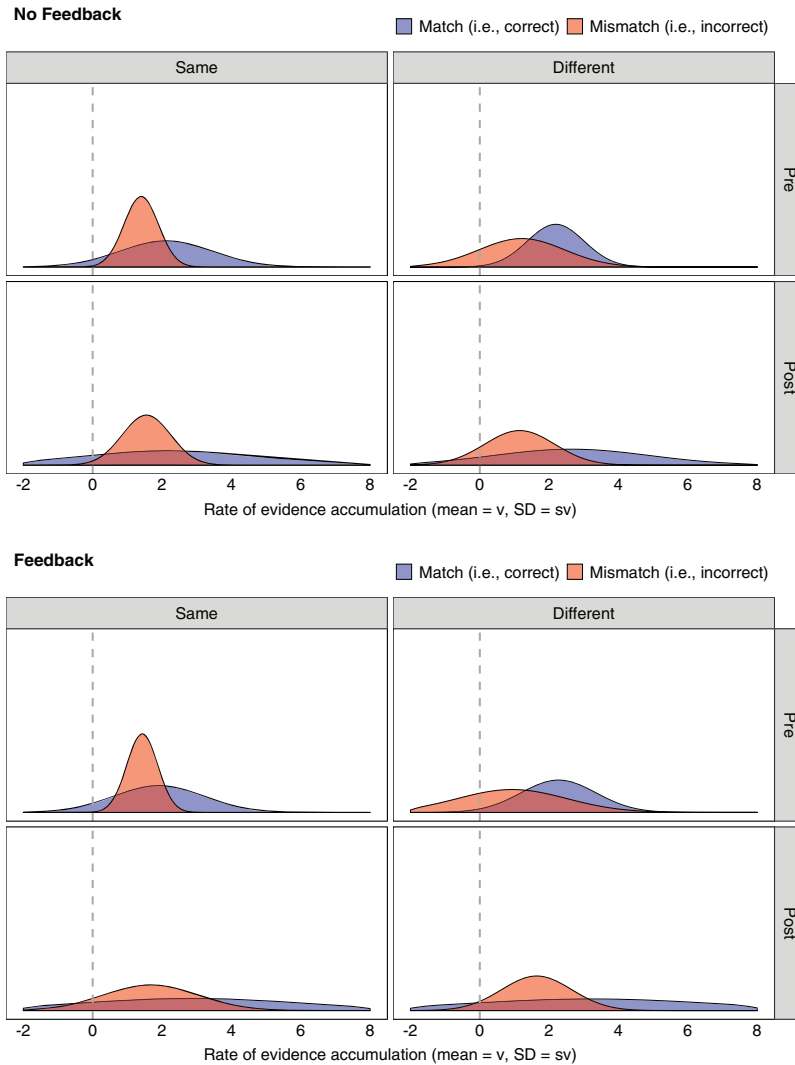 No Feedback
Match (i.e., correct) Mismatch (i.e., incorrect)
Same Different
Pre
Post
-2 0 2 4 6 8 -2 0 2 4 6 8
Rate of evidence accumulation (mean = v, SD = sv)
Feedback
Match (i.e., correct) Mismatch (i.e., incorrect)
Same Different
Pre
Post
-2 0 2 4 6 8 -2 0 2 4 6 8
Rate of evidence accumulation (mean = v, SD = sv)